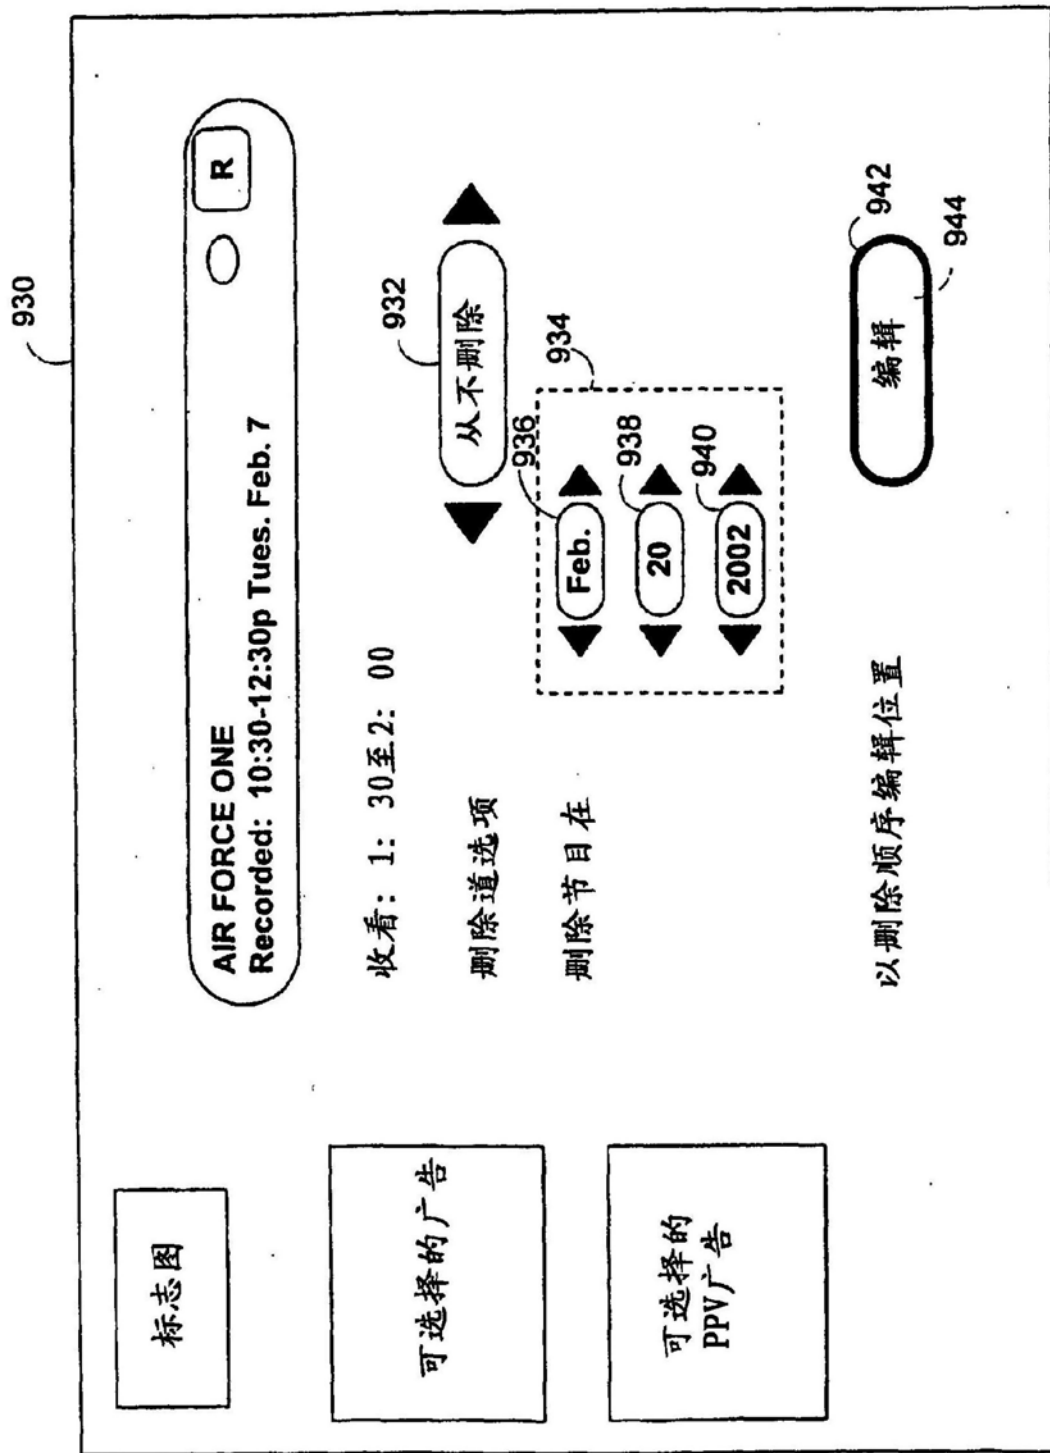 930
标志图
可选择的广告
可选择的
PPV广告
AIR FORCE ONE
Recorded: 10:30-12:30p Tues. Feb. 7
R
收看: 1: 30至2: 00
删除道选项
从不删除
932
删除节目在
934
Feb.
936
20
938
2002
940
以删除顺序编辑位置
编辑
942
944